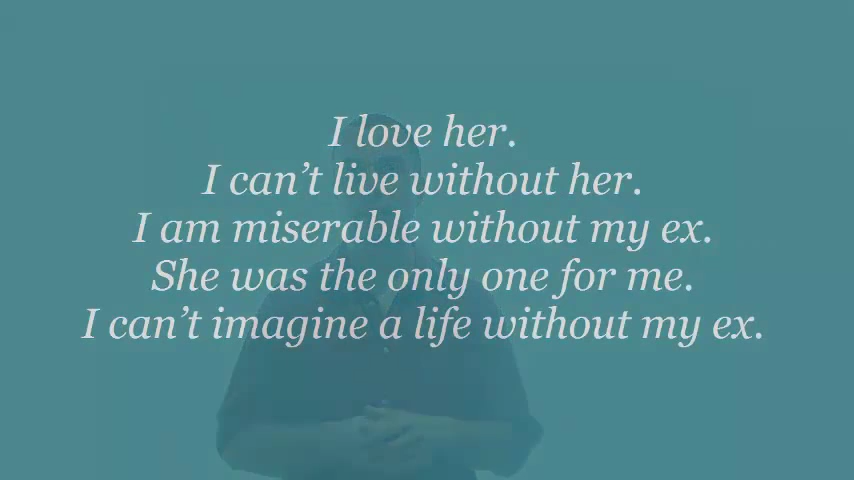 I love her.
I can’t live without her.
I am miserable without my ex.
She was the only one for me.
I can’t imagine a life without my ex.